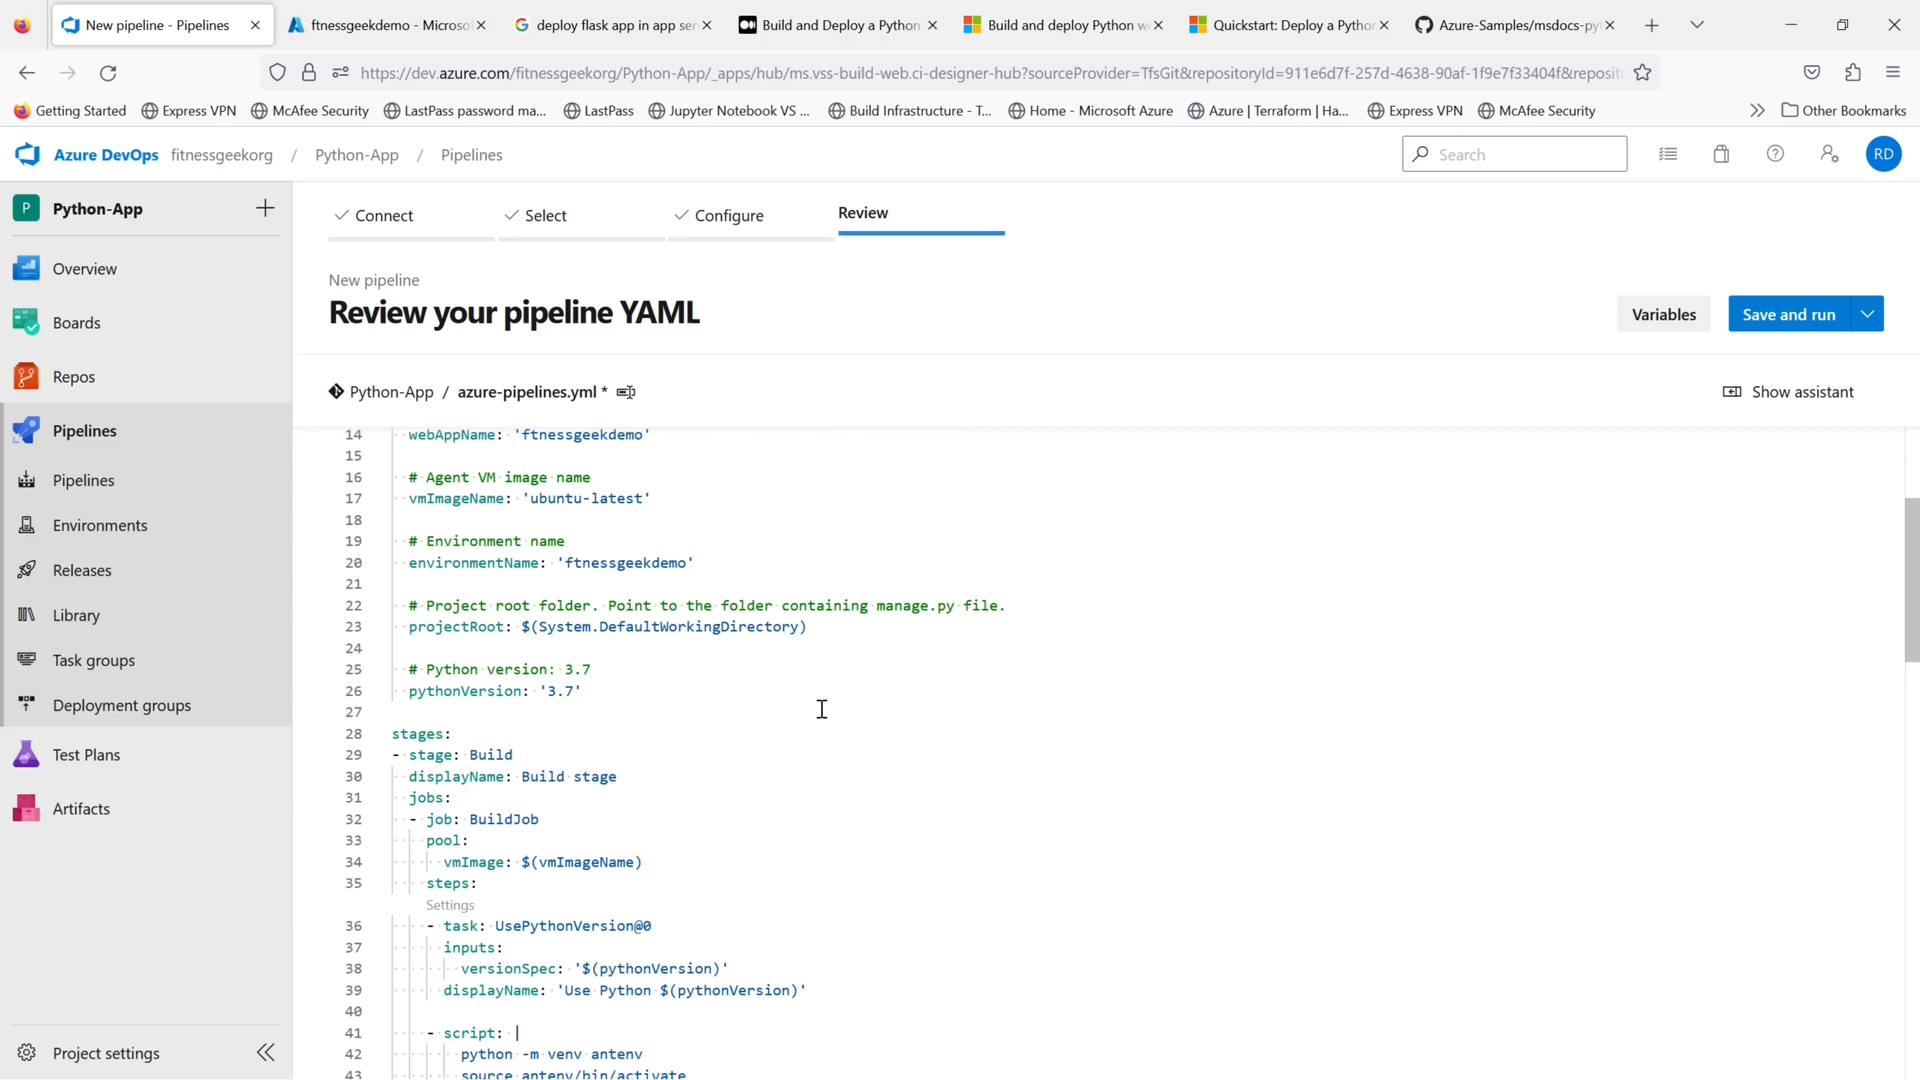 New pipeline - Pipelines
ftnessgeekdemo - Microsof
deploy flask app in app ser
Build and Deploy a Python
Build and deploy Python w
Quickstart: Deploy a Python
Azure-Samples/msdocs-pyt
https://dev.azure.com/fitnessgeekorg/Python-App/_apps/hub/ms.vss-build-web.ci-designer-hub?sourceProvider=TfsGit&repositoryId=911e6d7f-257d-4638-90af-1f9e7f33404f&reposit
Getting Started
Express VPN
McAfee Security
LastPass password ma...
LastPass
Jupyter Notebook VS ...
Build Infrastructure - T...
Home - Microsoft Azure
Azure | Terraform | Ha...
Express VPN
McAfee Security
Other Bookmarks
Azure DevOps fitnessgeekorg / Python-App / Pipelines
Search
RD
P Python-App
Overview
Boards
Repos
Pipelines
Pipelines
Environments
Releases
Library
Task groups
Deployment groups
Test Plans
Artifacts
Project settings
Connect
Select
Configure
Review
New pipeline
Review your pipeline YAML
Variables
Save and run
Python-App / azure-pipelines.yml *
Show assistant
14 webAppName: 'ftnessgeekdemo'
15
16 # Agent VM image name
17 vmImageName: 'ubuntu-latest'
18
19 # Environment name
20 environmentName: 'ftnessgeekdemo'
21
22 # Project root folder. Point to the folder containing manage.py file.
23 projectRoot: $(System.DefaultWorkingDirectory)
24
25 # Python version: 3.7
26 pythonVersion: '3.7'
27
28 stages:
29 - stage: Build
30 displayName: Build stage
31 jobs:
32 - job: BuildJob
33 pool:
34 vmImage: $(vmImageName)
35 steps:
Settings
36 - task: UsePythonVersion@0
37 inputs:
38 versionSpec: '$(pythonVersion)'
39 displayName: 'Use Python $(pythonVersion)'
40
41 - script: |
42 python -m venv antenv
43 source antenv/bin/activate